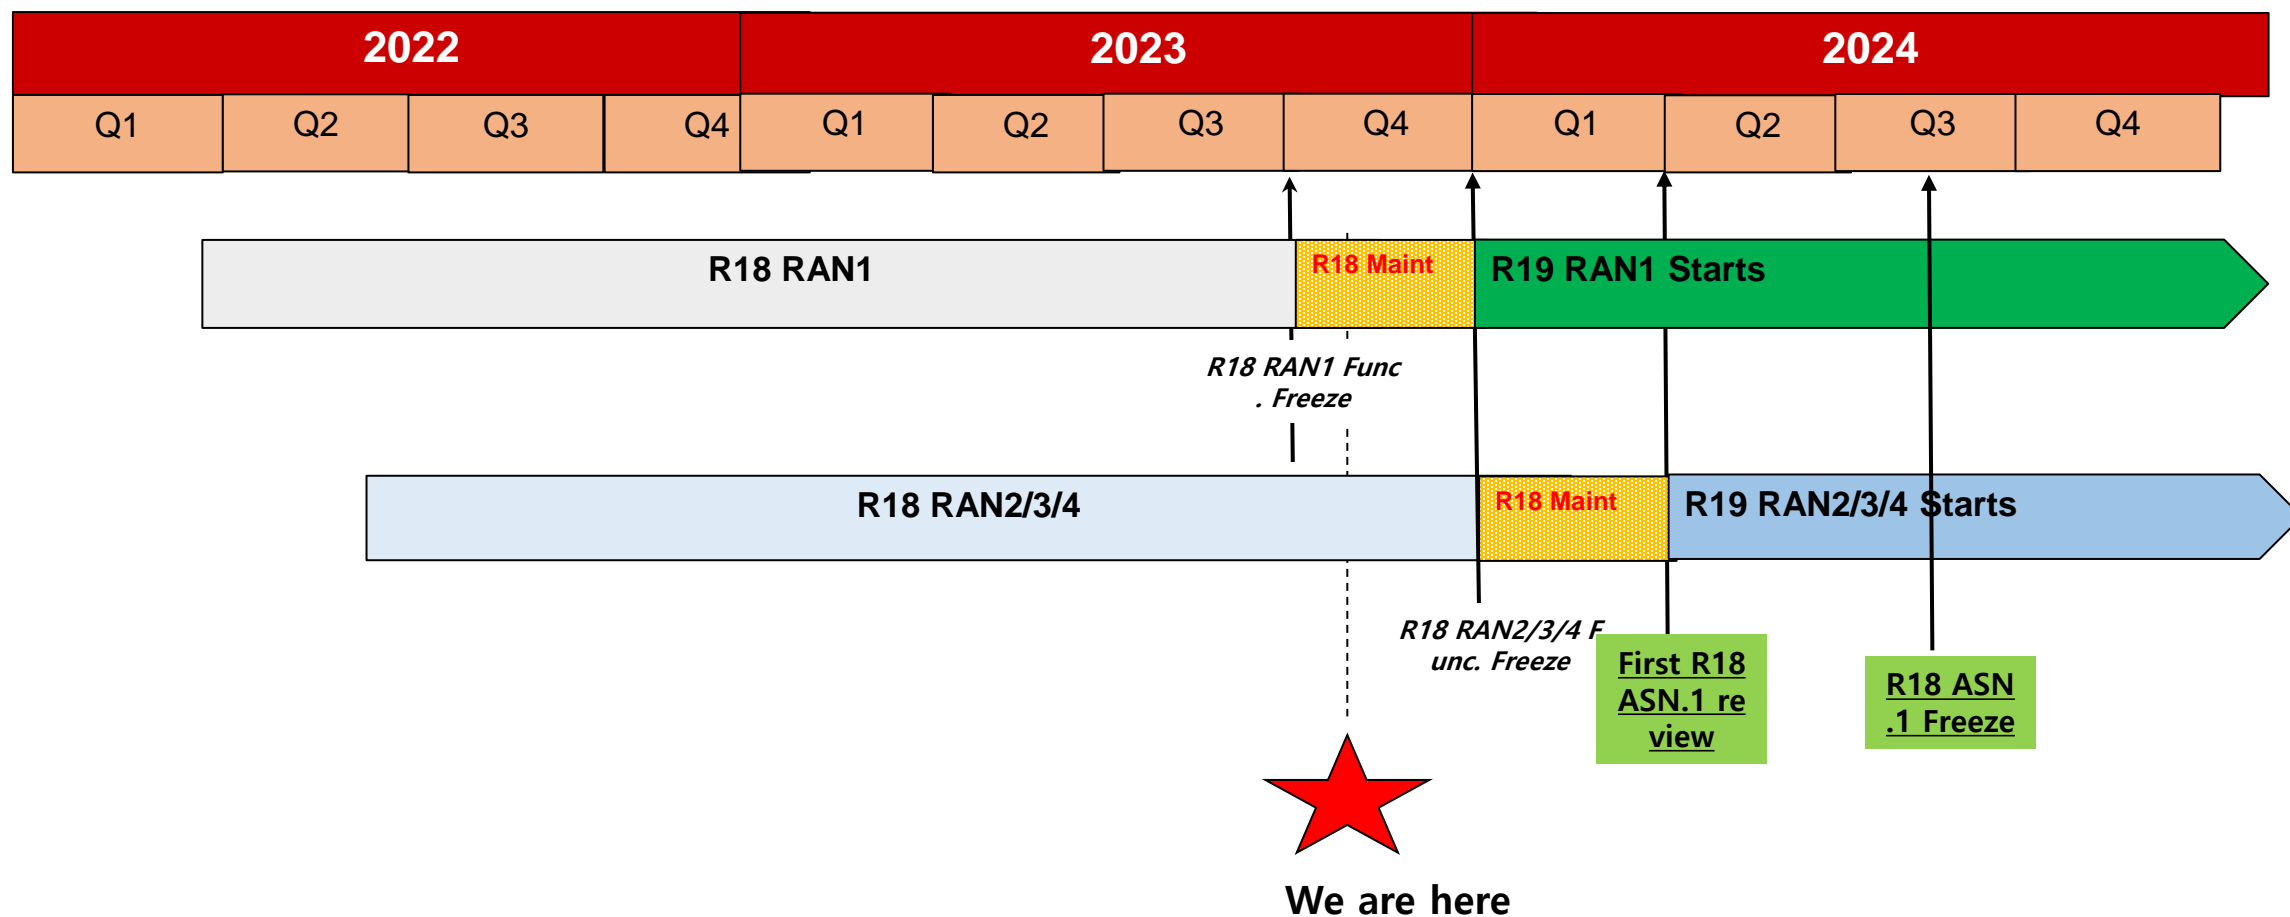 2022 2023 2024
Q1 Q2 Q3 Q4 Q1 Q2 Q3 Q4 Q1 Q2 Q3 Q4
R18 RAN1
R18 Maint
R19 RAN1 Starts
R18 RAN1 Func
. Freeze
R18 RAN2/3/4
R18 Maint
R19 RAN2/3/4 Starts
R18 RAN2/3/4 F
unc. Freeze
First R18
ASN.1 re
view
R18 ASN
.1 Freeze
We are here